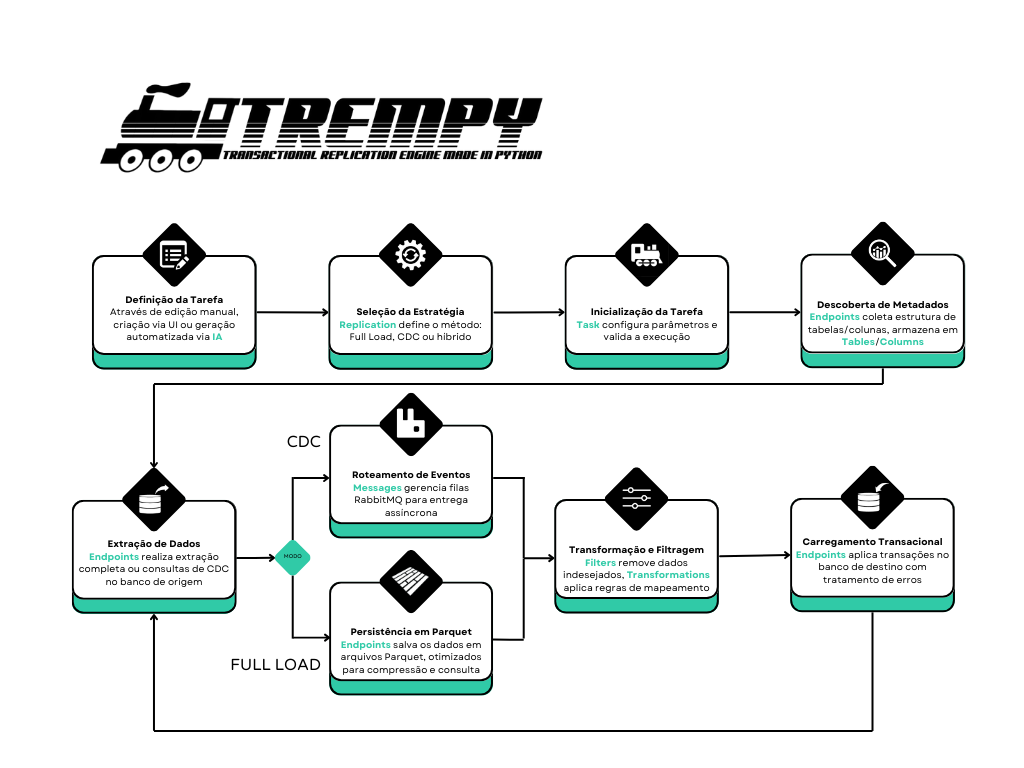 TREMPY
TRANSACTIONAL REPLICATION ENGINE MADE IN PYTHON
Definição da Tarefa
Através de edição manual,
criação via UI ou geração
automatizada via IA
Seleção da Estratégia
Replication define o método:
Full Load, CDC ou híbrido
Inicialização da Tarefa
Task configura parâmetros e
valida a execução
Descoberta de Metadados
Endpoints coleta estrutura de
tabelas/colunas, armazena em
Tables/Columns
Extração de Dados
Endpoints realiza extração
completa ou consultas de CDC
no banco de origem
MODO
CDC
Roteamento de Eventos
Messages gerencia filas
RabbitMQ para entrega
assíncrona
FULL LOAD
Persistência em Parquet
Endpoints salva os dados em
arquivos Parquet, otimizados
para compressão e consulta
Transformação e Filtragem
Filters remove dados
indesejados, Transformations
aplica regras de mapeamento
Carregamento Transacional
Endpoints aplica transações no
banco de destino com
tratamento de erros